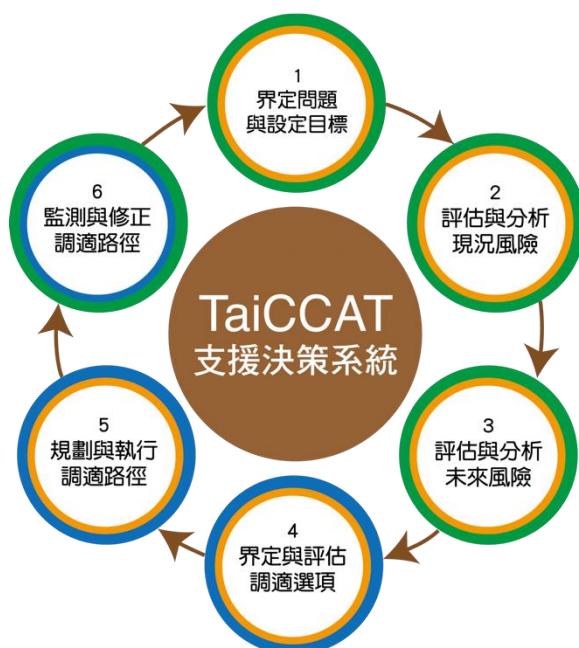 1
界定問題
與設定目標
2
評估與分析
現況風險
3
評估與分析
未來風險
4
界定與評估
調適選項
5
規劃與執行
調適路徑
6
監測與修正
調適路徑
TaiCCAT
支援決策系統